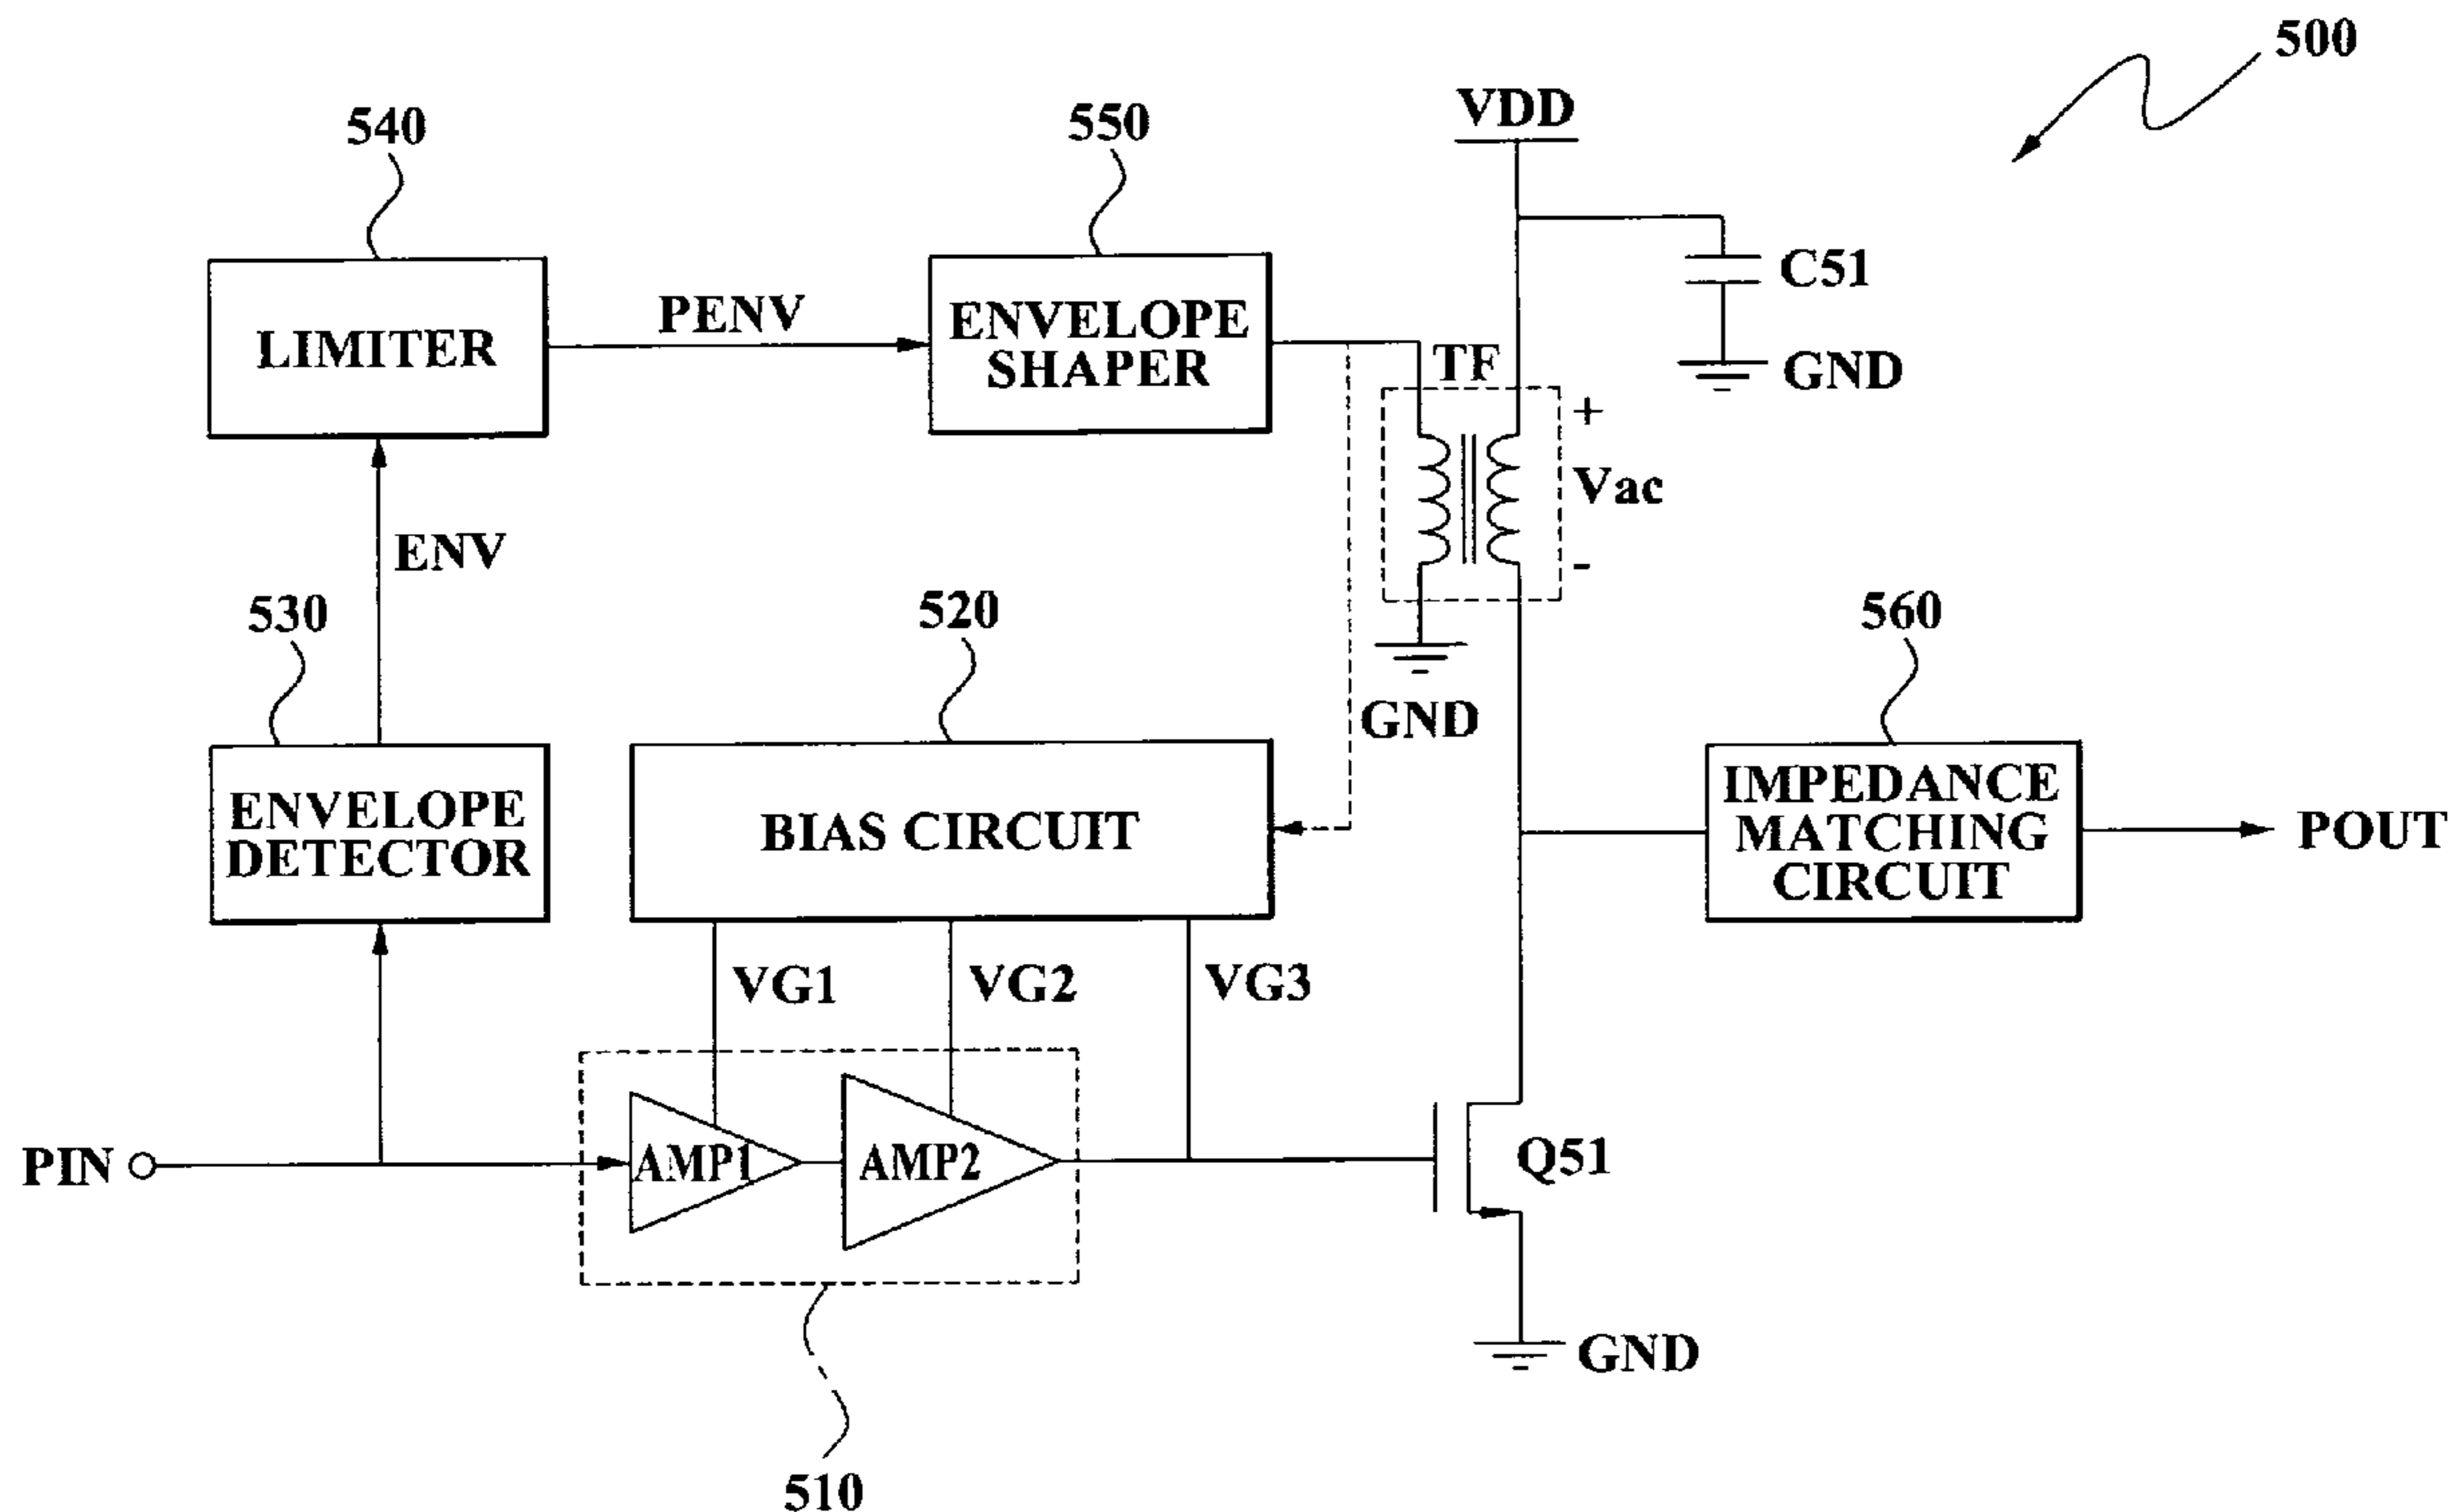 500
VDD
540
550
C51
GND
LIMITER
PENV
ENVELOPE
SHAPER
TF
+
Vac
-
ENV
530
520
560
GND
ENVELOPE
DETECTOR
BIAS CIRCUIT
IMPEDANCE
MATCHING
CIRCUIT
POUT
VG1
VG2
VG3
PIN
AMP1
AMP2
Q51
GND
510